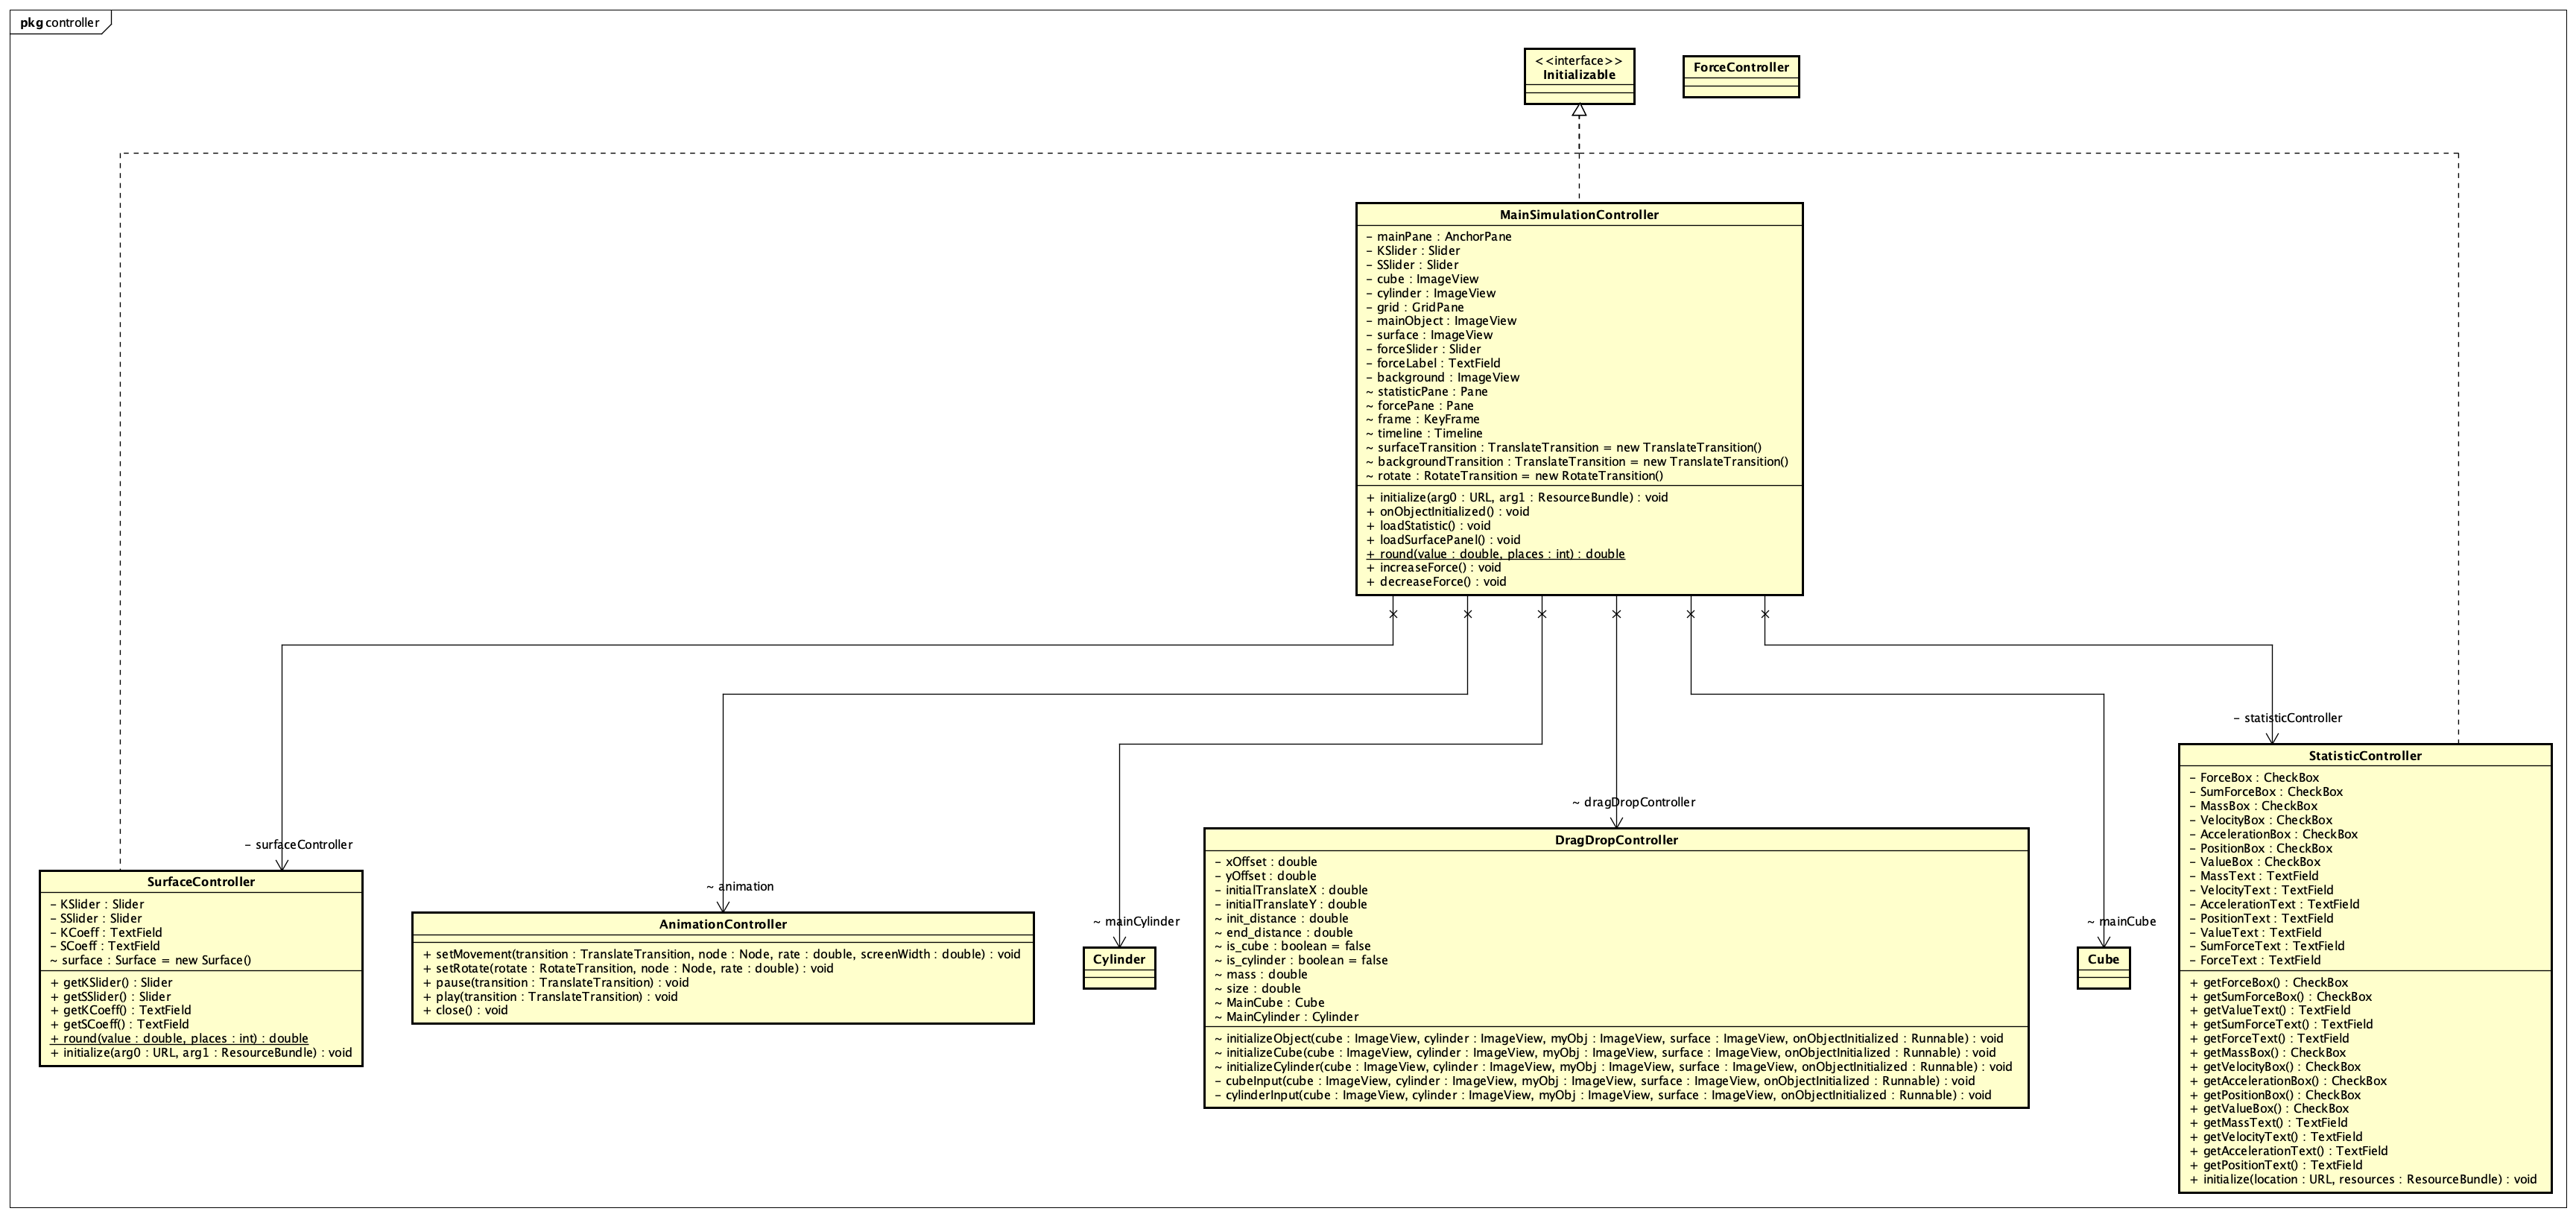 pkg controller
<<interface>>
Initializable
ForceController
MainSimulationController
– mainPane : AnchorPane
– KSlider : Slider
– SSlider : Slider
– cube : ImageView
– cylinder : ImageView
– grid : GridPane
– mainObject : ImageView
– surface : ImageView
– forceSlider : Slider
– forceLabel : TextField
– background : ImageView
~ statisticPane : Pane
~ forcePane : Pane
~ frame : KeyFrame
~ timeline : Timeline
~ surfaceTransition : TranslateTransition = new TranslateTransition()
~ backgroundTransition : TranslateTransition = new TranslateTransition()
~ rotate : RotateTransition = new RotateTransition()
+ initialize(arg0 : URL, arg1 : ResourceBundle) : void
+ onObjectInitialized() : void
+ loadStatistic() : void
+ loadSurfacePanel() : void
+ round(value : double, places : int) : double
+ increaseForce() : void
+ decreaseForce() : void
– surfaceController
~ animation
~ mainCylinder
~ dragDropController
~ mainCube
– statisticController
SurfaceController
– KSlider : Slider
– SSlider : Slider
– KCoeff : TextField
– SCoeff : TextField
~ surface : Surface = new Surface()
+ getKSlider() : Slider
+ getSSlider() : Slider
+ getKCoeff() : TextField
+ getSCoeff() : TextField
+ round(value : double, places : int) : double
+ initialize(arg0 : URL, arg1 : ResourceBundle) : void
AnimationController
+ setMovement(transition : TranslateTransition, node : Node, rate : double, screenWidth : double) : void
+ setRotate(rotate : RotateTransition, node : Node, rate : double) : void
+ pause(transition : TranslateTransition) : void
+ play(transition : TranslateTransition) : void
+ close() : void
Cylinder
DragDropController
– xOffset : double
– yOffset : double
– initialTranslateX : double
– initialTranslateY : double
~ init_distance : double
~ end_distance : double
~ is_cube : boolean = false
~ is_cylinder : boolean = false
~ mass : double
~ size : double
~ MainCube : Cube
~ MainCylinder : Cylinder
~ initializeObject(cube : ImageView, cylinder : ImageView, myObj : ImageView, surface : ImageView, onObjectInitialized : Runnable) : void
~ initializeCube(cube : ImageView, cylinder : ImageView, myObj : ImageView, surface : ImageView, onObjectInitialized : Runnable) : void
~ initializeCylinder(cube : ImageView, cylinder : ImageView, myObj : ImageView, surface : ImageView, onObjectInitialized : Runnable) : void
– cubeInput(cube : ImageView, cylinder : ImageView, myObj : ImageView, surface : ImageView, onObjectInitialized : Runnable) : void
– cylinderInput(cube : ImageView, cylinder : ImageView, myObj : ImageView, surface : ImageView, onObjectInitialized : Runnable) : void
Cube
StatisticController
– ForceBox : CheckBox
– SumForceBox : CheckBox
– MassBox : CheckBox
– VelocityBox : CheckBox
– AccelerationBox : CheckBox
– PositionBox : CheckBox
– ValueBox : CheckBox
– MassText : TextField
– VelocityText : TextField
– AccelerationText : TextField
– PositionText : TextField
– ValueText : TextField
– SumForceText : TextField
– ForceText : TextField
+ getForceBox() : CheckBox
+ getSumForceBox() : CheckBox
+ getValueText() : TextField
+ getSumForceText() : TextField
+ getForceText() : TextField
+ getMassBox() : CheckBox
+ getVelocityBox() : CheckBox
+ getAccelerationBox() : CheckBox
+ getPositionBox() : CheckBox
+ getValueBox() : CheckBox
+ getMassText() : TextField
+ getVelocityText() : TextField
+ getAccelerationText() : TextField
+ getPositionText() : TextField
+ initialize(location : URL, resources : ResourceBundle) : void